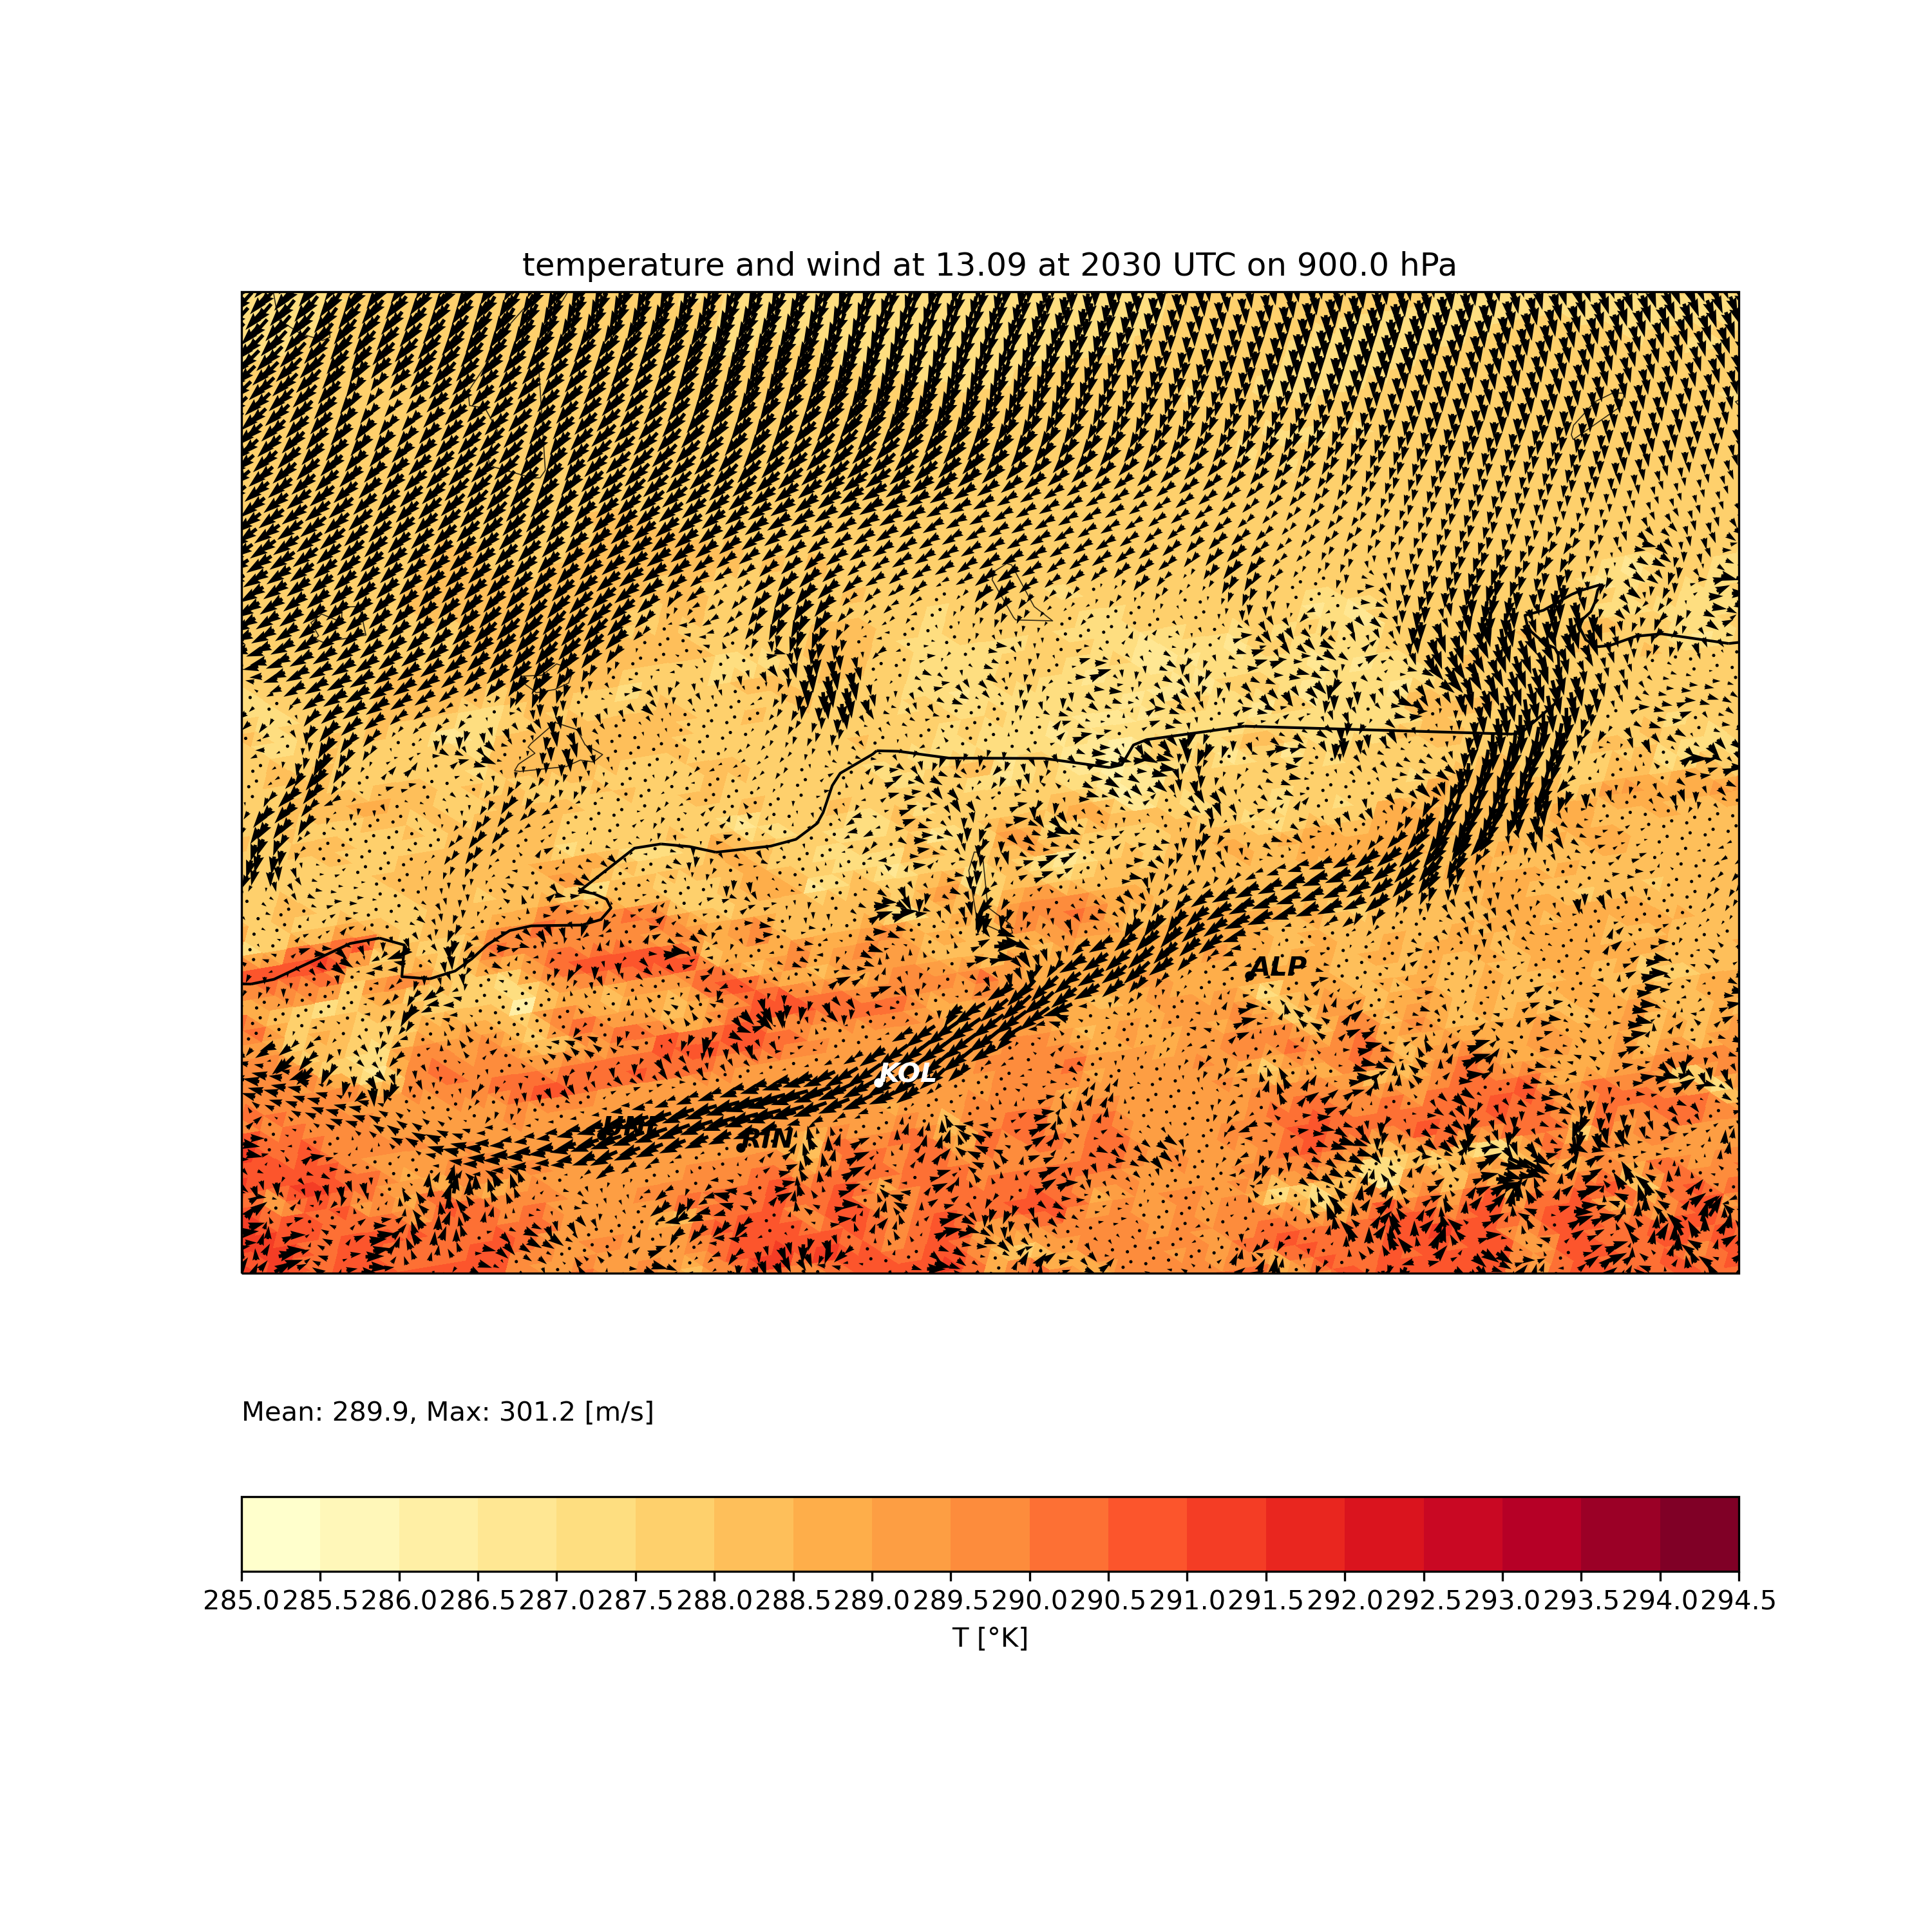 temperature and wind at 13.09 at 2030 UTC on 900.0 hPa
ALP
KOL
RIN
Mean: 289.9, Max: 301.2 [m/s]
285.0 285.5 286.0 286.5 287.0 287.5 288.0 288.5 289.0 289.5 290.0 290.5 291.0 291.5 292.0 292.5 293.0 293.5 294.0 294.5
T [°K]